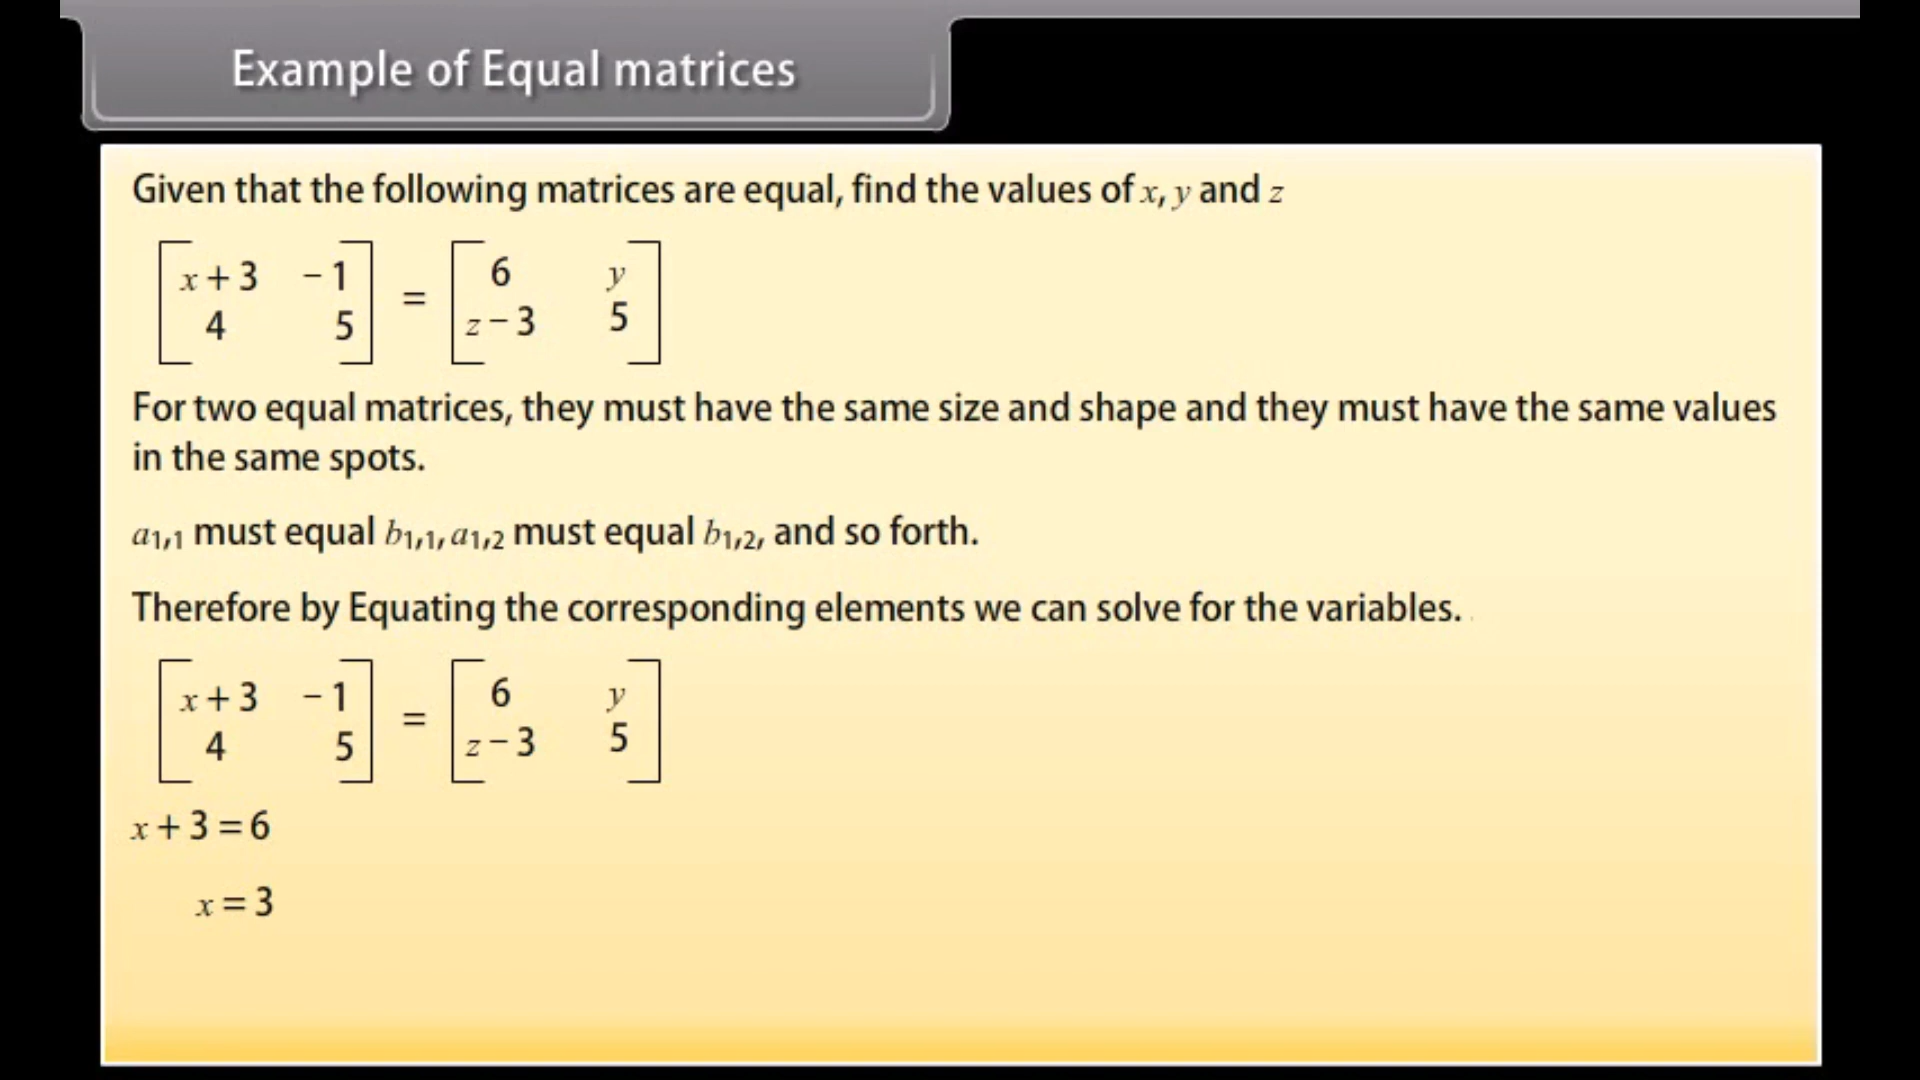 Example of Equal matrices
Given that the following matrices are equal, find the values of x, y and z
[x + 3 − 1] = [6 y]
[4 5] [z − 3 5]
For two equal matrices, they must have the same size and shape and they must have the same values
in the same spots.
a1,1 must equal b1,1, a1,2 must equal b1,2, and so forth.
Therefore by Equating the corresponding elements we can solve for the variables.
[x + 3 − 1] = [6 y]
[4 5] [z − 3 5]
x + 3 = 6
x = 3